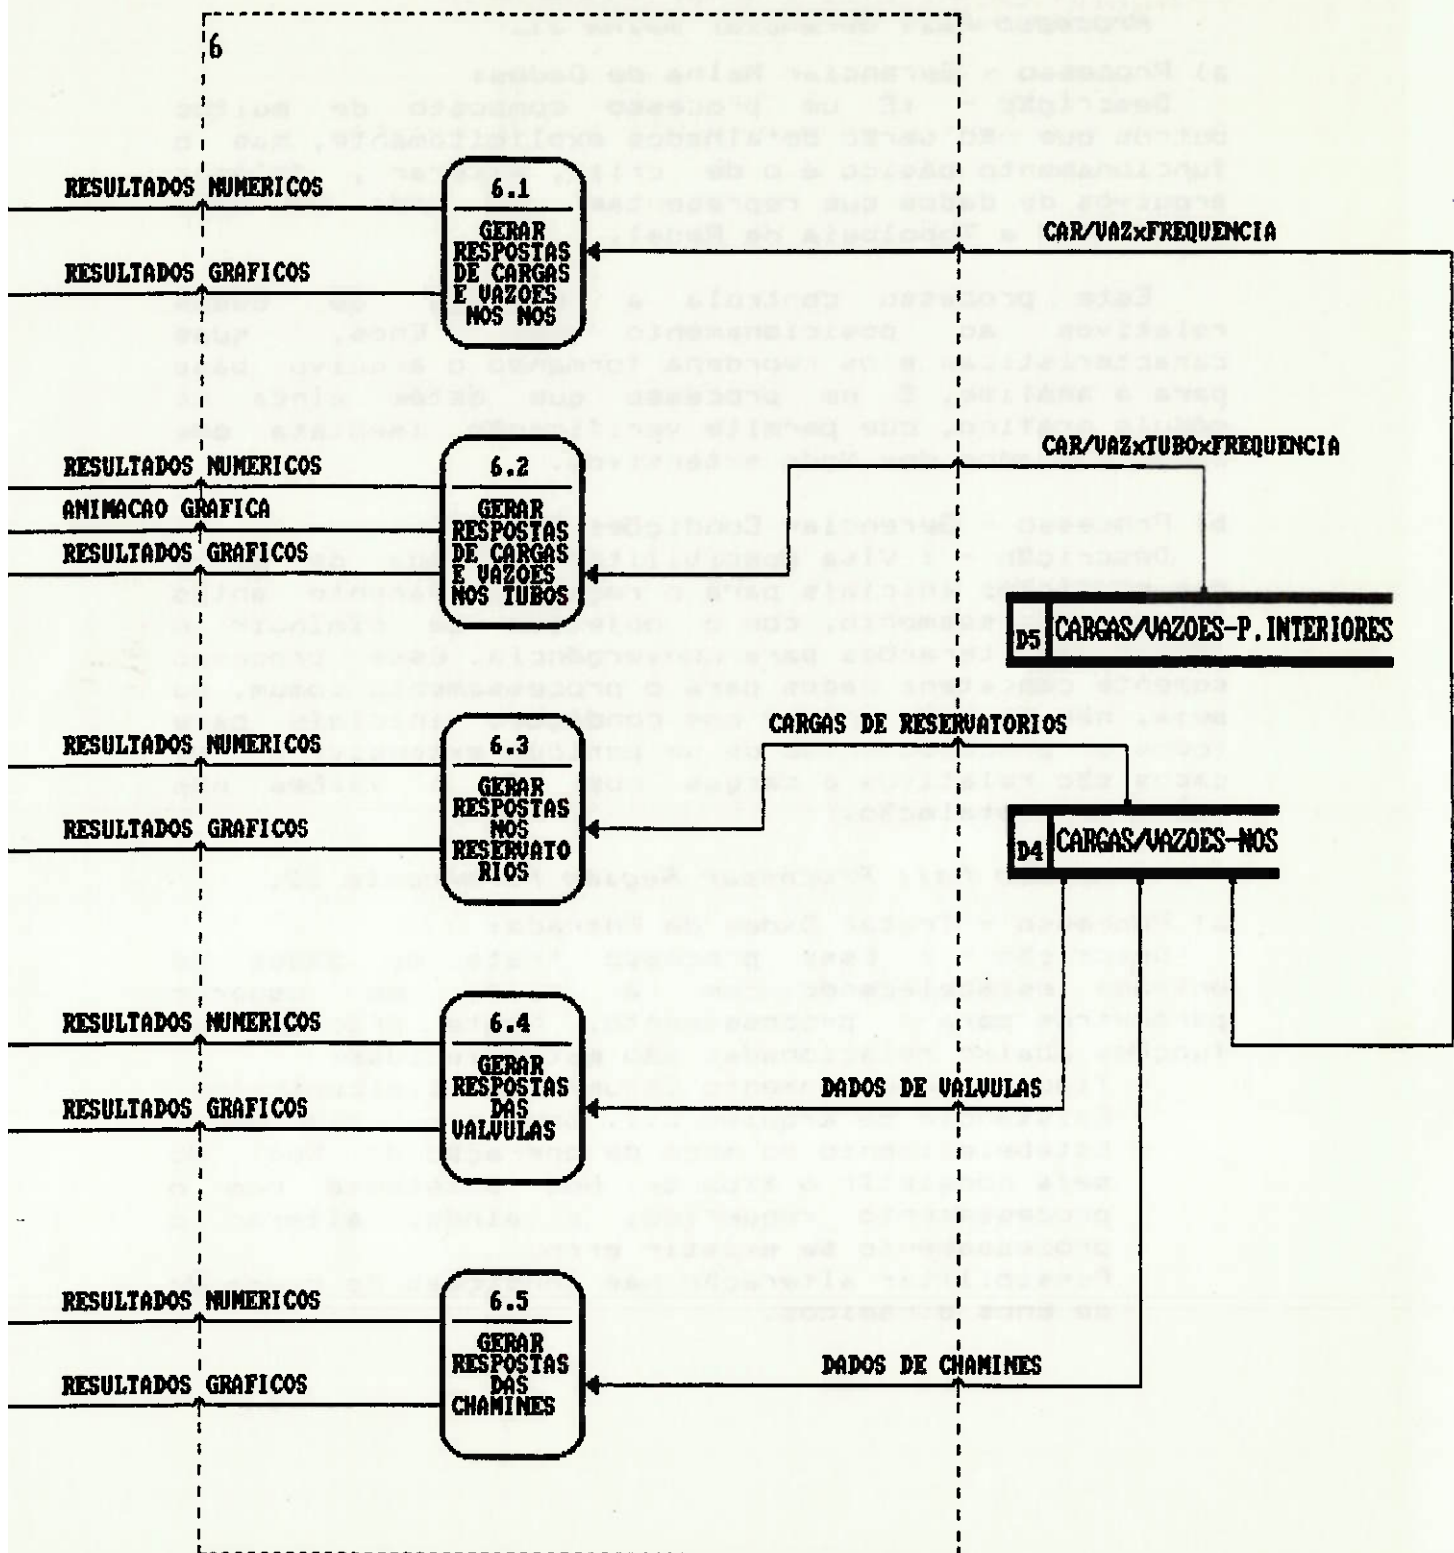 6
RESULTADOS NUMERICOS
RESULTADOS GRAFICOS
6.1
GERAR
RESPOSTAS
DE CARGAS
E VAZOES
NOS NOS
CAR/VAZxFREQUENCIA
RESULTADOS NUMERICOS
ANIMACAO GRAFICA
RESULTADOS GRAFICOS
6.2
GERAR
RESPOSTAS
DE CARGAS
E VAZOES
NOS TUBOS
CAR/VAZxTUBOxFREQUENCIA
D5 CARGAS/VAZOES-P.INTERIORES
RESULTADOS NUMERICOS
RESULTADOS GRAFICOS
6.3
GERAR
RESPOSTAS
NOS
RESERVATO
RIOS
CARGAS DE RESERVATORIOS
D4 CARGAS/VAZOES-NOS
RESULTADOS NUMERICOS
RESULTADOS GRAFICOS
6.4
GERAR
RESPOSTAS
DAS
VALVULAS
DADOS DE VALVULAS
RESULTADOS NUMERICOS
RESULTADOS GRAFICOS
6.5
GERAR
RESPOSTAS
DAS
CHAMINES
DADOS DE CHAMINES